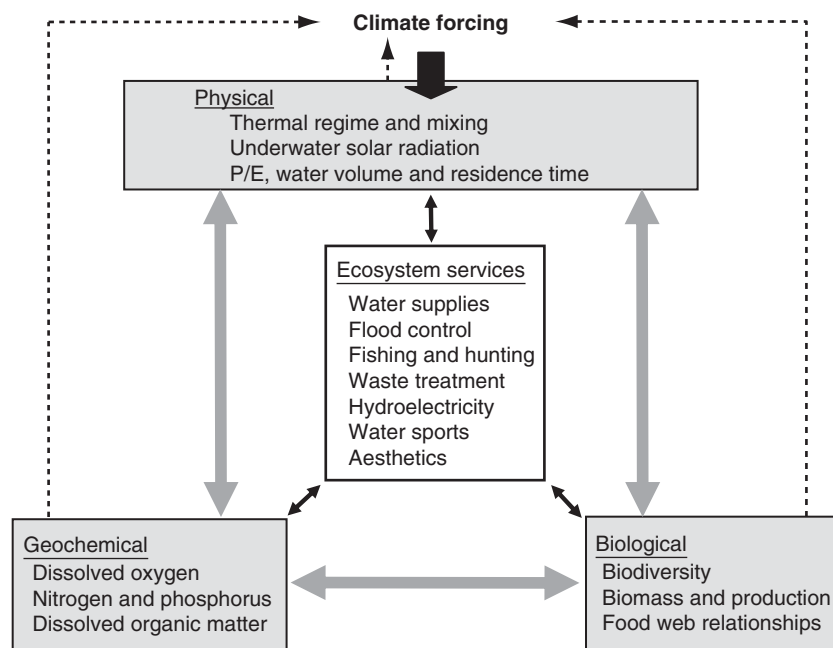 Climate forcing
Physical
Thermal regime and mixing
Underwater solar radiation
P/E, water volume and residence time
Ecosystem services
Water supplies
Flood control
Fishing and hunting
Waste treatment
Hydroelectricity
Water sports
Aesthetics
Geochemical
Dissolved oxygen
Nitrogen and phosphorus
Dissolved organic matter
Biological
Biodiversity
Biomass and production
Food web relationships